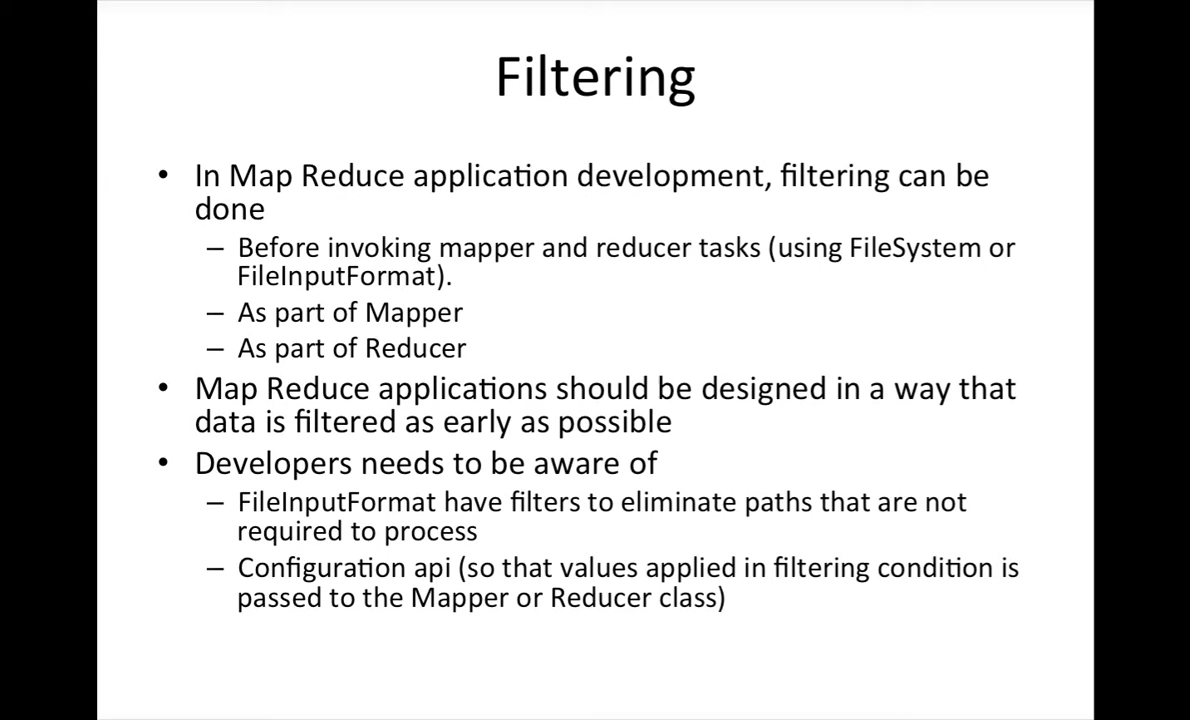 Filtering
• In Map Reduce application development, filtering can be
done
– Before invoking mapper and reducer tasks (using FileSystem or
FileInputFormat).
– As part of Mapper
– As part of Reducer
• Map Reduce applications should be designed in a way that
data is filtered as early as possible
• Developers needs to be aware of
– FileInputFormat have filters to eliminate paths that are not
required to process
– Configuration api (so that values applied in filtering condition is
passed to the Mapper or Reducer class)